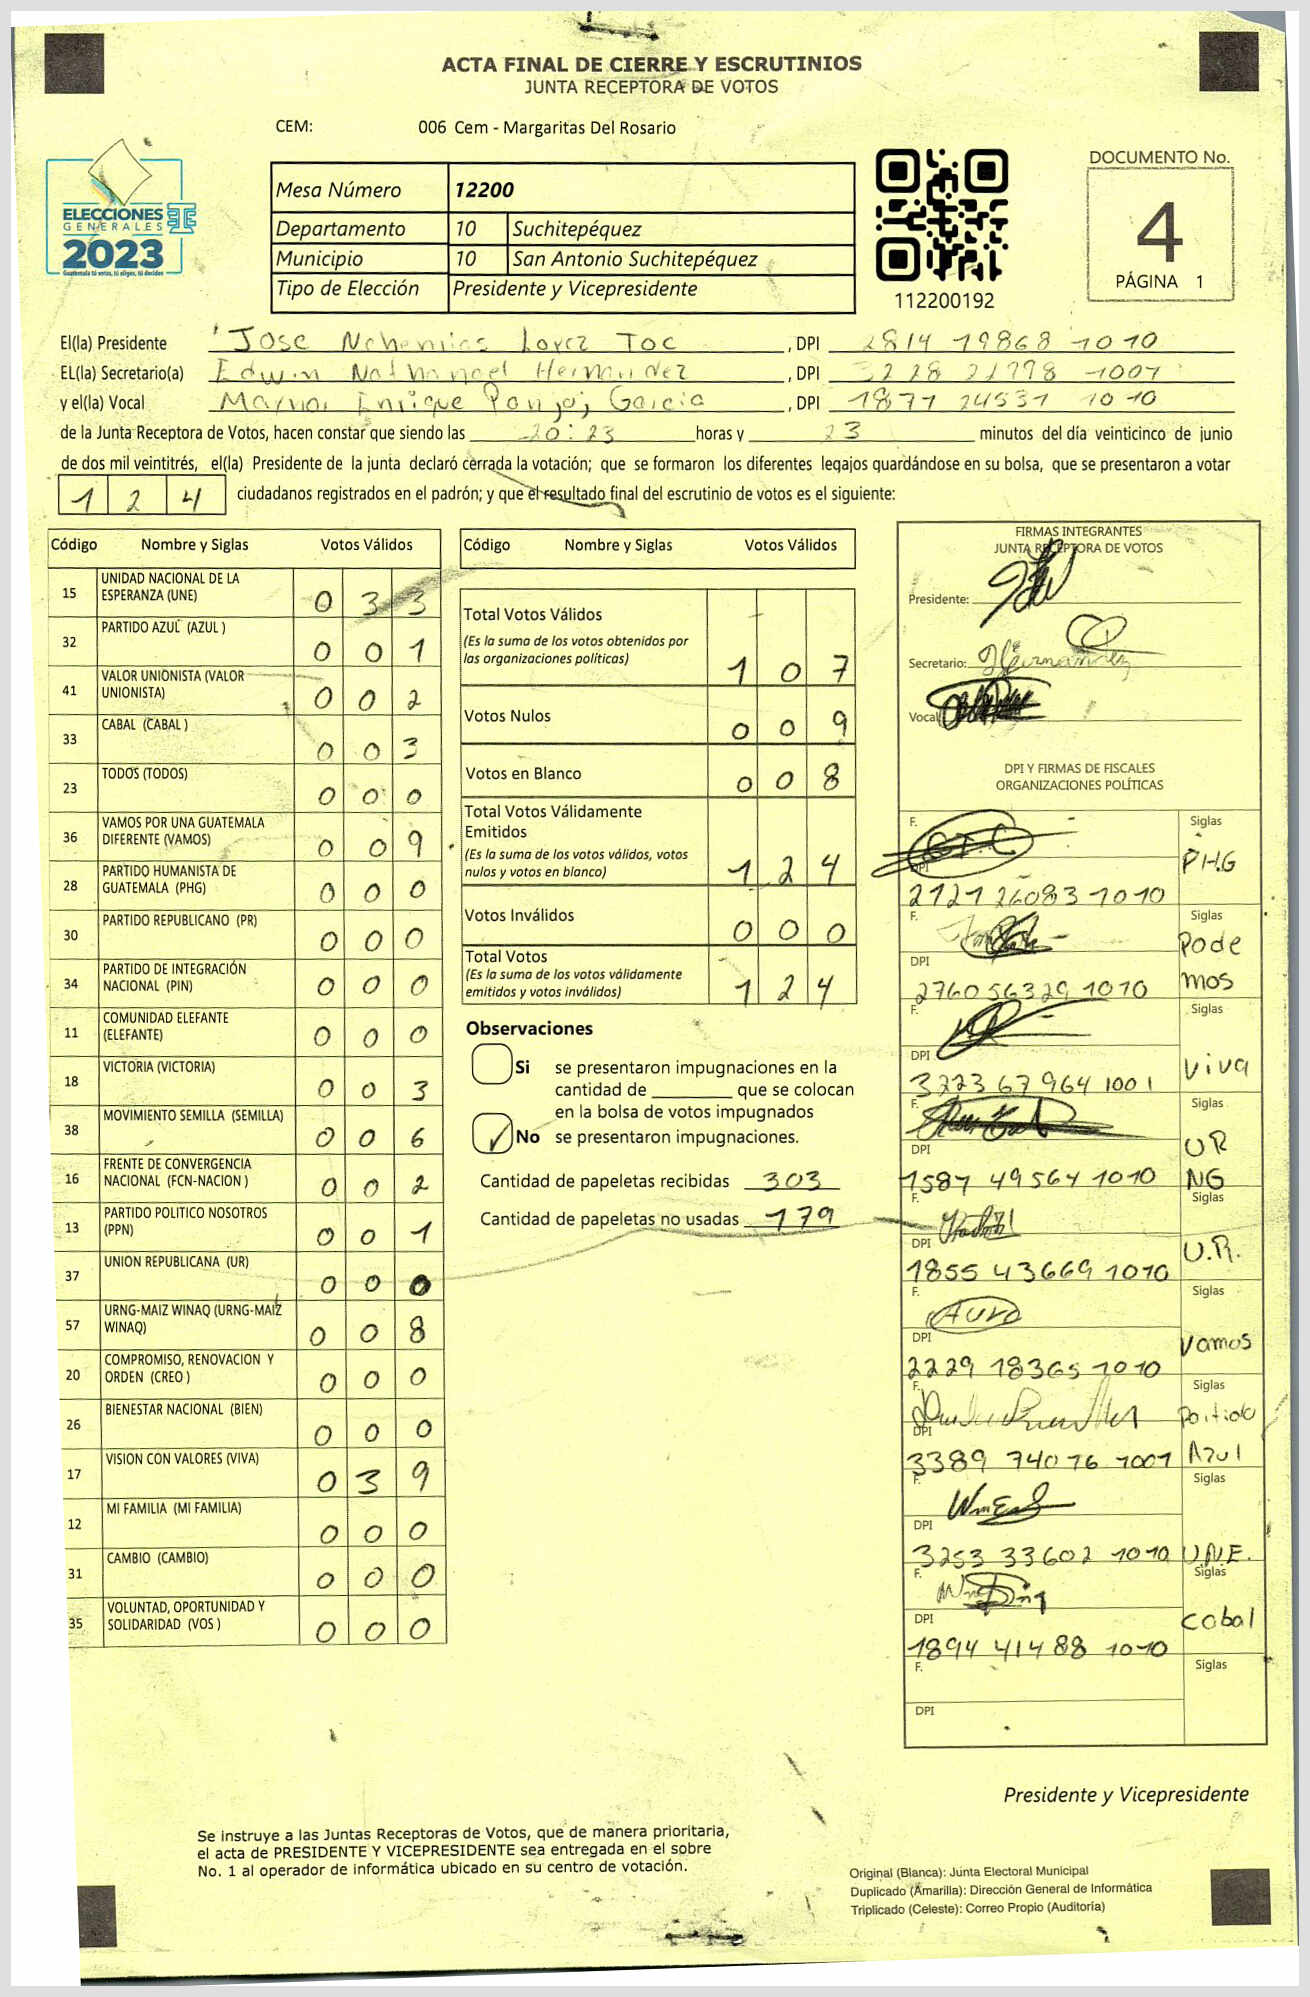 ACTA FINAL DE CIERRE Y ESCRUTINIOS
JUNTA RECEPTORA DE VOTOS
CEM: 006 Cem - Margaritas Del Rosario
ELECCIONES
GENERALES
2023
Guatemala tú votas, tú eliges, tú decides
Mesa Número 12200
Departamento 10 Suchitepéquez
Municipio 10 San Antonio Suchitepéquez
Tipo de Elección Presidente y Vicepresidente
112200192
DOCUMENTO No.
4
PÁGINA 1
El(la) Presidente Jose Nehemias Lopez Toc , DPI 2814 19868 1010
EL(la) Secretario(a) Edwin Nathanael Hernandez , DPI 3228 21778 1001
y el(la) Vocal Maynor Enrique Panjoj Garcia , DPI 1877 24531 1010
de la Junta Receptora de Votos, hacen constar que siendo las 20:23 horas y 23 minutos del día veinticinco de junio
de dos mil veintitrés, el(la) Presidente de la junta declaró cerrada la votación; que se formaron los diferentes legajos guardándose en su bolsa, que se presentaron a votar
124 ciudadanos registrados en el padrón; y que el resultado final del escrutinio de votos es el siguiente:
Código Nombre y Siglas Votos Válidos
15 UNIDAD NACIONAL DE LA
ESPERANZA (UNE) 0 3 3
32 PARTIDO AZUL (AZUL ) 0 0 1
41 VALOR UNIONISTA (VALOR
UNIONISTA) 0 0 2
33 CABAL (CABAL ) 0 0 3
23 TODOS (TODOS) 0 0 0
36 VAMOS POR UNA GUATEMALA
DIFERENTE (VAMOS) 0 0 9
28 PARTIDO HUMANISTA DE
GUATEMALA (PHG) 0 0 0
30 PARTIDO REPUBLICANO (PR) 0 0 0
34 PARTIDO DE INTEGRACIÓN
NACIONAL (PIN) 0 0 0
11 COMUNIDAD ELEFANTE
(ELEFANTE) 0 0 0
18 VICTORIA (VICTORIA) 0 0 3
38 MOVIMIENTO SEMILLA (SEMILLA) 0 0 6
16 FRENTE DE CONVERGENCIA
NACIONAL (FCN-NACION ) 0 0 2
13 PARTIDO POLITICO NOSOTROS
(PPN) 0 0 1
37 UNION REPUBLICANA (UR) 0 0 0
57 URNG-MAIZ WINAQ (URNG-MAIZ
WINAQ) 0 0 8
20 COMPROMISO, RENOVACION Y
ORDEN (CREO ) 0 0 0
26 BIENESTAR NACIONAL (BIEN) 0 0 0
17 VISION CON VALORES (VIVA) 0 3 9
12 MI FAMILIA (MI FAMILIA) 0 0 0
31 CAMBIO (CAMBIO) 0 0 0
35 VOLUNTAD, OPORTUNIDAD Y
SOLIDARIDAD (VOS ) 0 0 0
Código Nombre y Siglas Votos Válidos
Total Votos Válidos
(Es la suma de los votos obtenidos por
las organizaciones políticas) 1 0 7
Votos Nulos 0 0 9
Votos en Blanco 0 0 8
Total Votos Válidamente
Emitidos
(Es la suma de los votos válidos, votos
nulos y votos en blanco) 1 2 4
Votos Inválidos 0 0 0
Total Votos
(Es la suma de los votos válidamente
emitidos y votos inválidos) 1 2 4
Observaciones
Si se presentaron impugnaciones en la
cantidad de ________ que se colocan
en la bolsa de votos impugnados
No se presentaron impugnaciones.
Cantidad de papeletas recibidas 303
Cantidad de papeletas no usadas 179
FIRMAS INTEGRANTES
JUNTA RECEPTORA DE VOTOS
Presidente:
Secretario: Hernandez
Vocal
DPI Y FIRMAS DE FISCALES
ORGANIZACIONES POLÍTICAS
F. Siglas
DPI PHG
2727 26083 1010
F. Siglas
DPI Pode
2760 56329 1010 mos
F. Siglas
DPI Viva
3223 67964 1001
F. Siglas
DPI UR
1587 49564 1010 NG
F. Siglas
DPI U.R.
1855 43669 1010
F. Auro Siglas
DPI Vamos
2229 18365 1010
F. Siglas
DPI Partido
3389 74076 1001 Azul
F. Siglas
DPI
3253 33602 1010 U.N.E.
F. Siglas
DPI Cabal
1894 41488 1010
F. Siglas
DPI
Presidente y Vicepresidente
Se instruye a las Juntas Receptoras de Votos, que de manera prioritaria,
el acta de PRESIDENTE Y VICEPRESIDENTE sea entregada en el sobre
No. 1 al operador de informática ubicado en su centro de votación.
Original (Blanca): Junta Electoral Municipal
Duplicado (Amarilla): Dirección General de Informática
Triplicado (Celeste): Correo Propio (Auditoría)